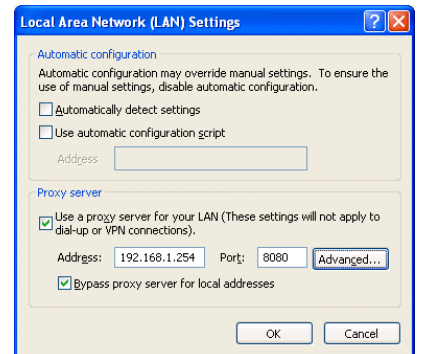 Local Area Network (LAN) Settings
Automatic configuration
Automatic configuration may override manual settings. To ensure the
use of manual settings, disable automatic configuration.
Automatically detect settings
Use automatic configuration script
Address
Proxy server
Use a proxy server for your LAN (These settings will not apply to
dial-up or VPN connections).
Address: 192.168.1.254 Port: 8080 Advanced...
Bypass proxy server for local addresses
OK Cancel